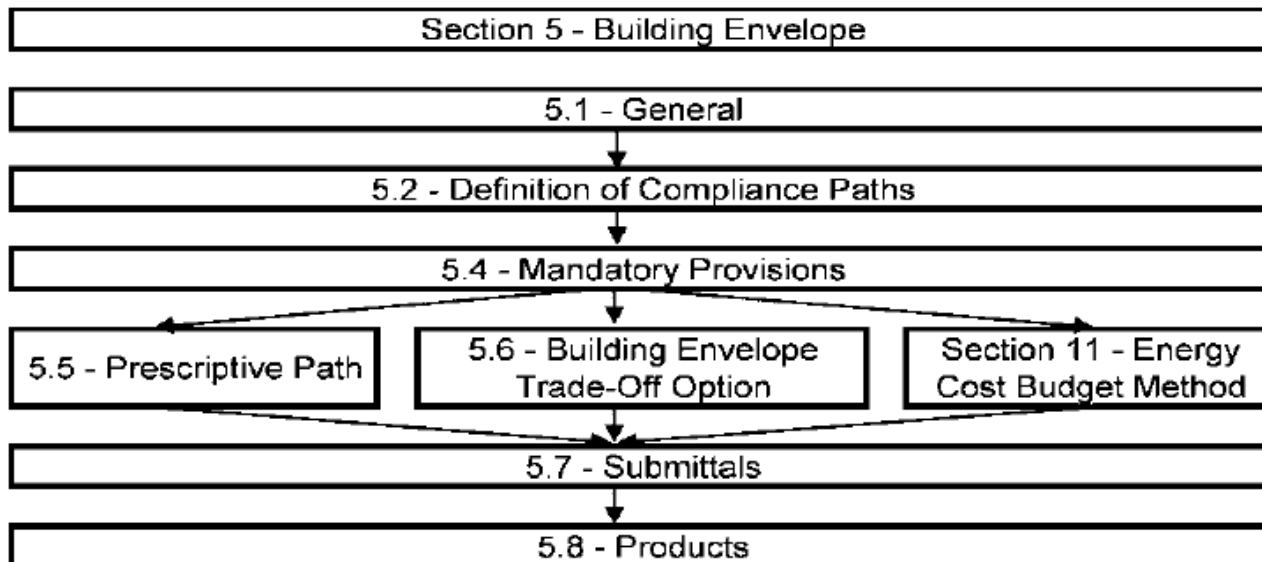 Section 5 - Building Envelope
5.1 - General
5.2 - Definition of Compliance Paths
5.4 - Mandatory Provisions
5.5 - Prescriptive Path
5.6 - Building Envelope
Trade-Off Option
Section 11 - Energy
Cost Budget Method
5.7 - Submittals
5.8 - Products